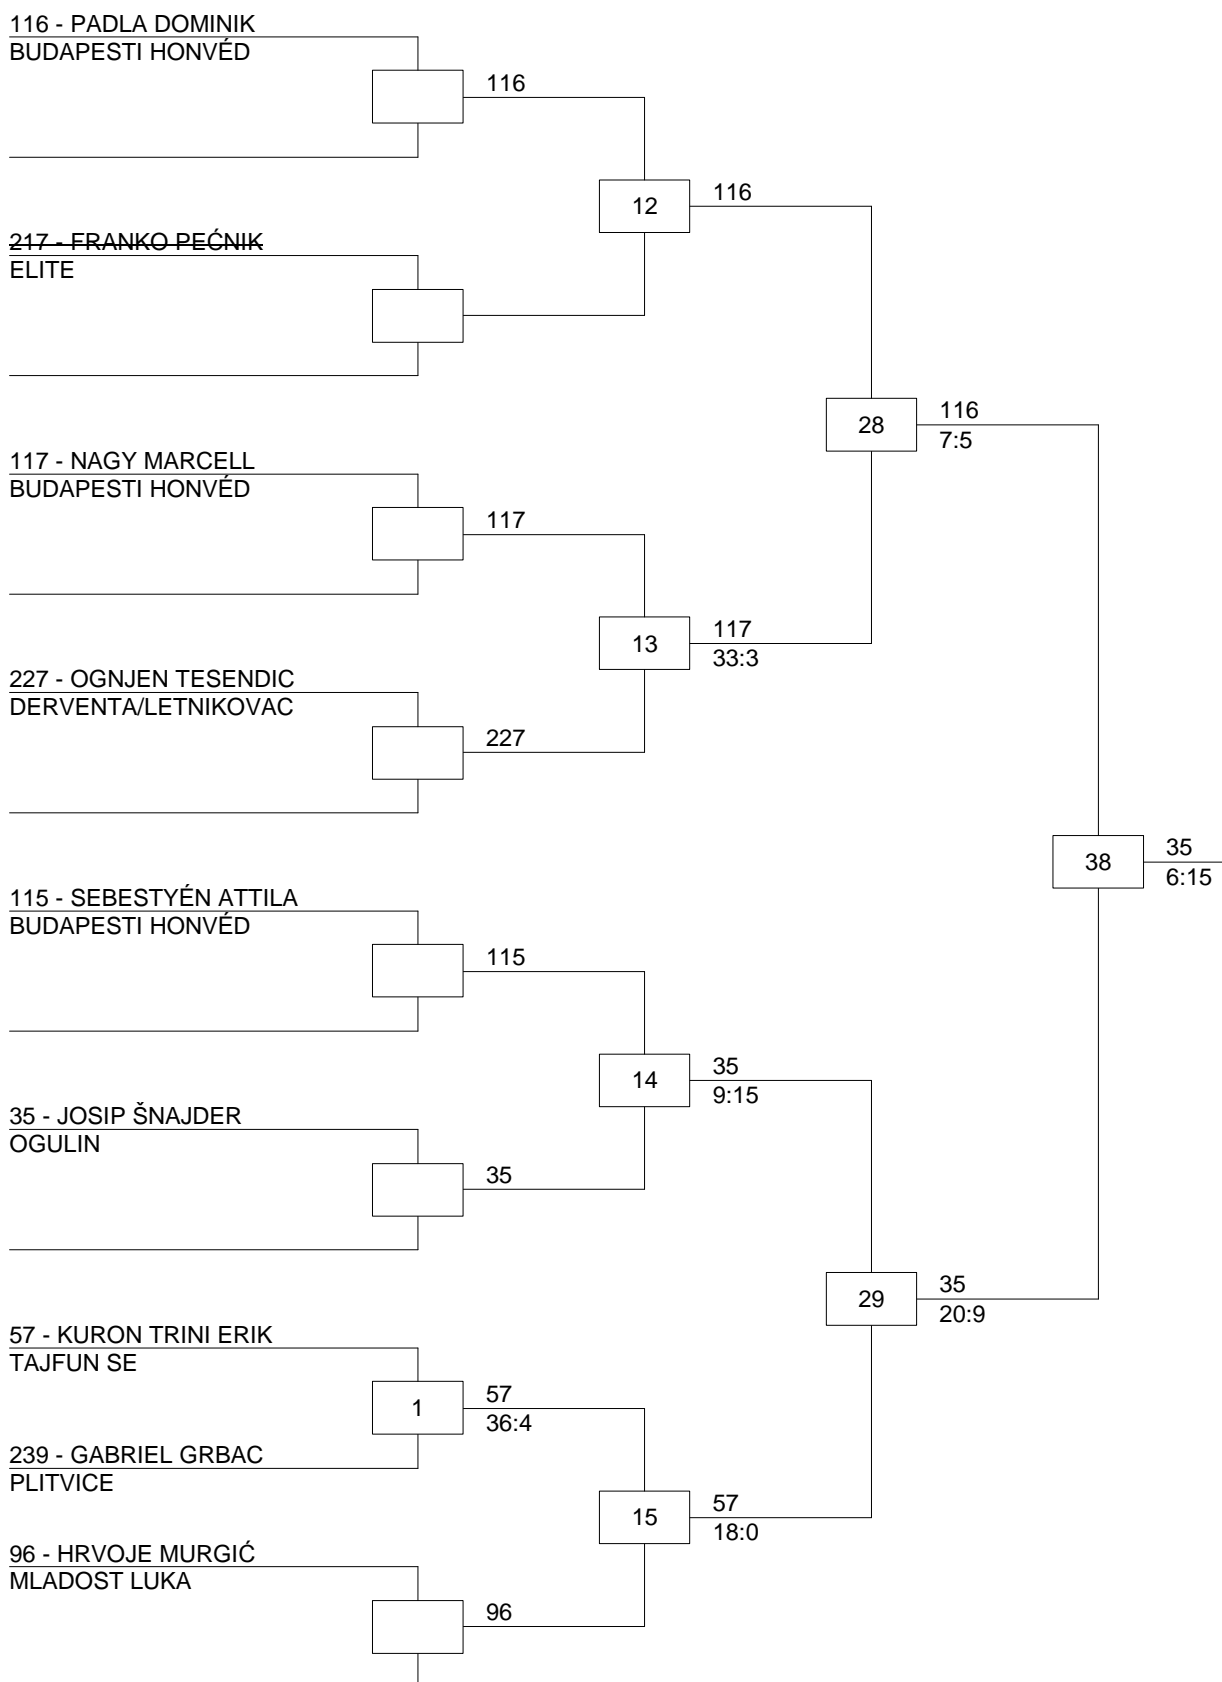 116 - PADLA DOMINIK
BUDAPESTI HONVÉD
116
12
116
217 - FRANKO PEĆNIK
ELITE
28
116
7:5
117 - NAGY MARCELL
BUDAPESTI HONVÉD
117
13
117
33:3
227 - OGNJEN TESENDIC
DERVENTA/LETNIKOVAC
227
38
35
6:15
115 - SEBESTYÉN ATTILA
BUDAPESTI HONVÉD
115
14
35
9:15
35 - JOSIP ŠNAJDER
OGULIN
35
29
35
20:9
57 - KURON TRINI ERIK
TAJFUN SE
1
57
36:4
239 - GABRIEL GRBAC
PLITVICE
15
57
18:0
96 - HRVOJE MURGIĆ
MLADOST LUKA
96